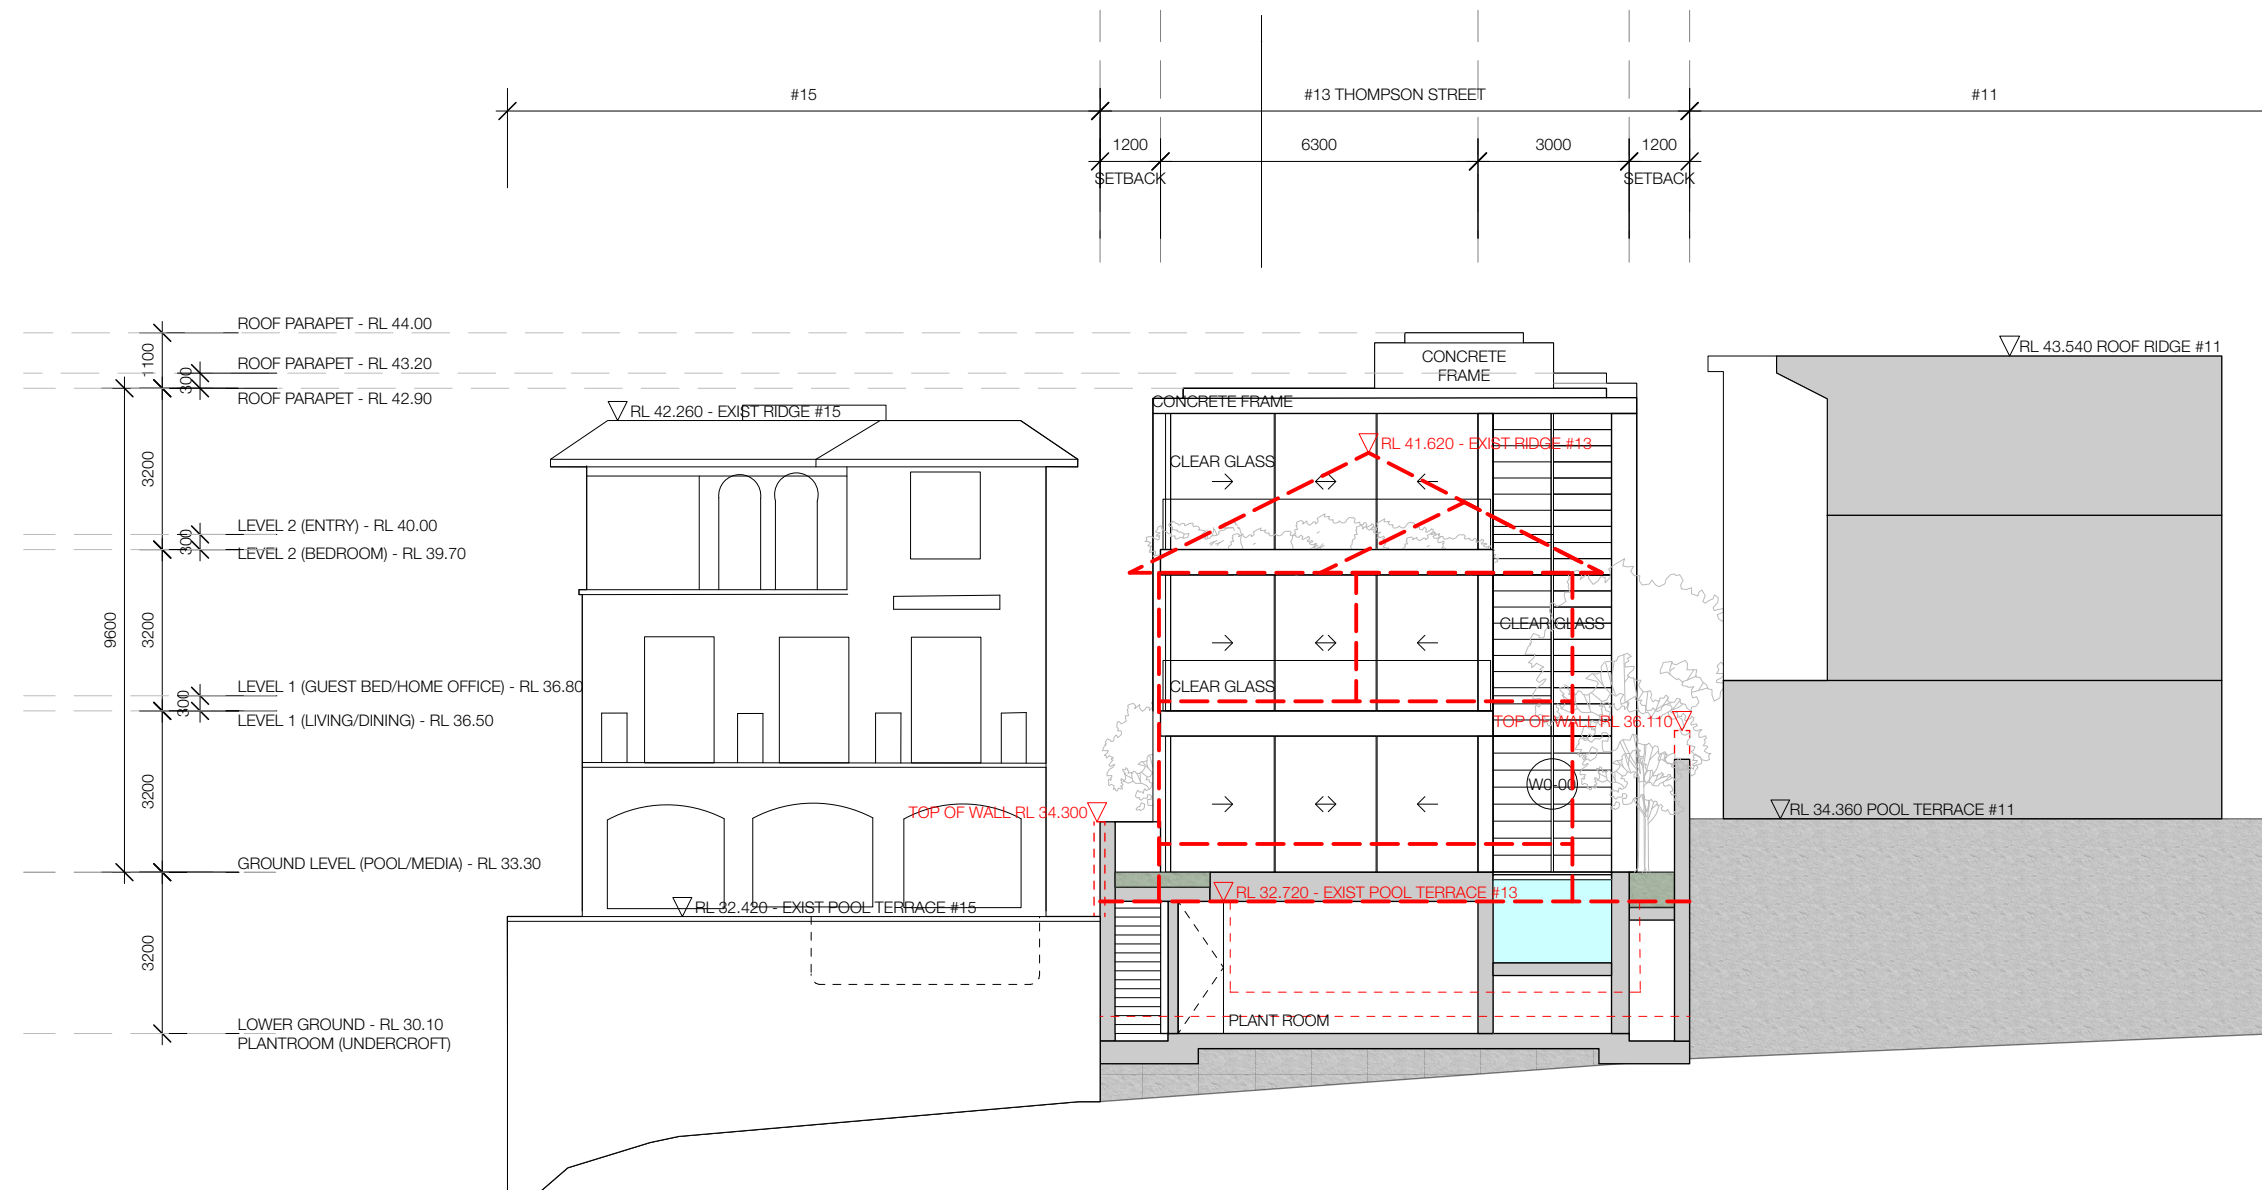 #15
#13 THOMPSON STREET
#11
1200
6300
3000
1200
SETBACK
SETBACK
ROOF PARAPET - RL 44.00
1100
ROOF PARAPET - RL 43.20
300
ROOF PARAPET - RL 42.90
CONCRETE
FRAME
RL 43.540 ROOF RIDGE #11
CONCRETE FRAME
RL 42.260 - EXIST RIDGE #15
RL 41.620 - EXIST RIDGE #13
CLEAR GLASS
3200
LEVEL 2 (ENTRY) - RL 40.00
300
LEVEL 2 (BEDROOM) - RL 39.70
9600
3200
CLEAR GLASS
LEVEL 1 (GUEST BED/HOME OFFICE) - RL 36.80
CLEAR GLASS
300
LEVEL 1 (LIVING/DINING) - RL 36.50
TOP OF WALL RL 36.110
3200
W0-00
TOP OF WALL RL 34.300
RL 34.360 POOL TERRACE #11
GROUND LEVEL (POOL/MEDIA) - RL 33.30
RL 32.720 - EXIST POOL TERRACE #13
RL 32.420 - EXIST POOL TERRACE #15
3200
LOWER GROUND - RL 30.10
PLANTROOM (UNDERCROFT)
PLANT ROOM